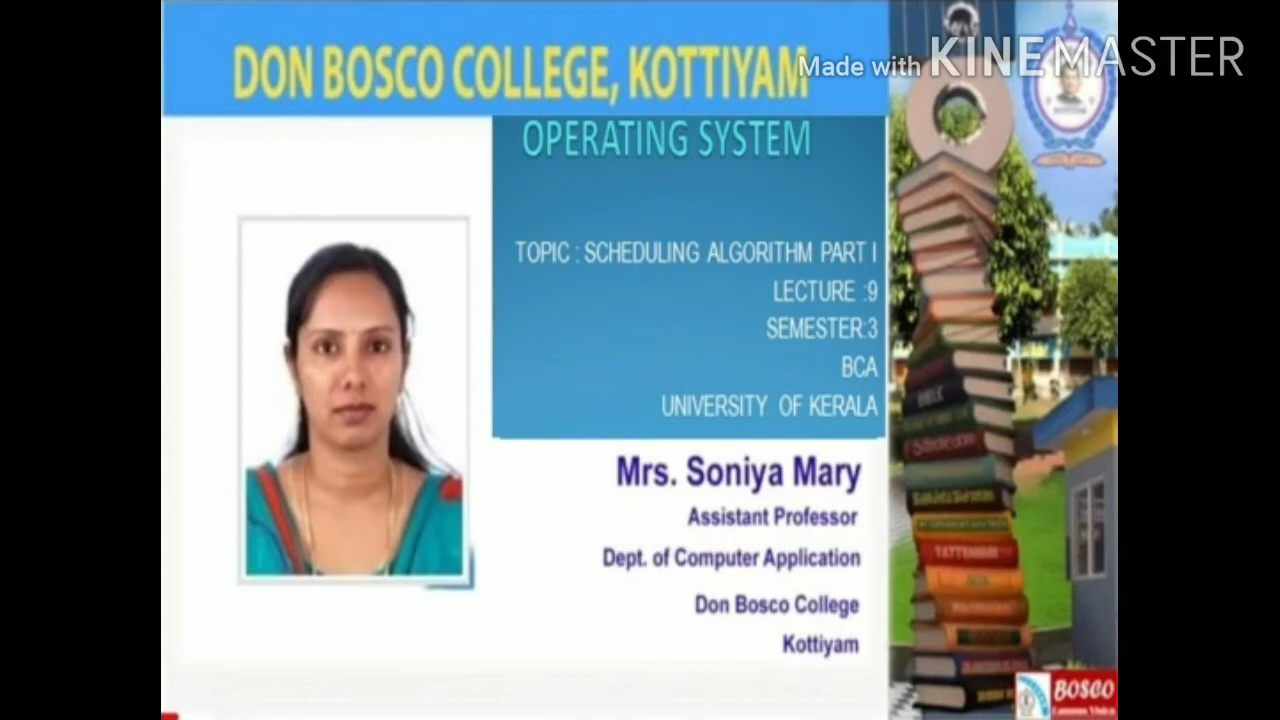 DON BOSCO COLLEGE, KOTTIYAM
Made with KINEMASTER
OPERATING SYSTEM
TOPIC : SCHEDULING ALGORITHM PART I
LECTURE :9
SEMESTER:3
BCA
UNIVERSITY OF KERALA
Mrs. Soniya Mary
Assistant Professor
Dept. of Computer Application
Don Bosco College
Kottiyam
BIBLE
BOSCO